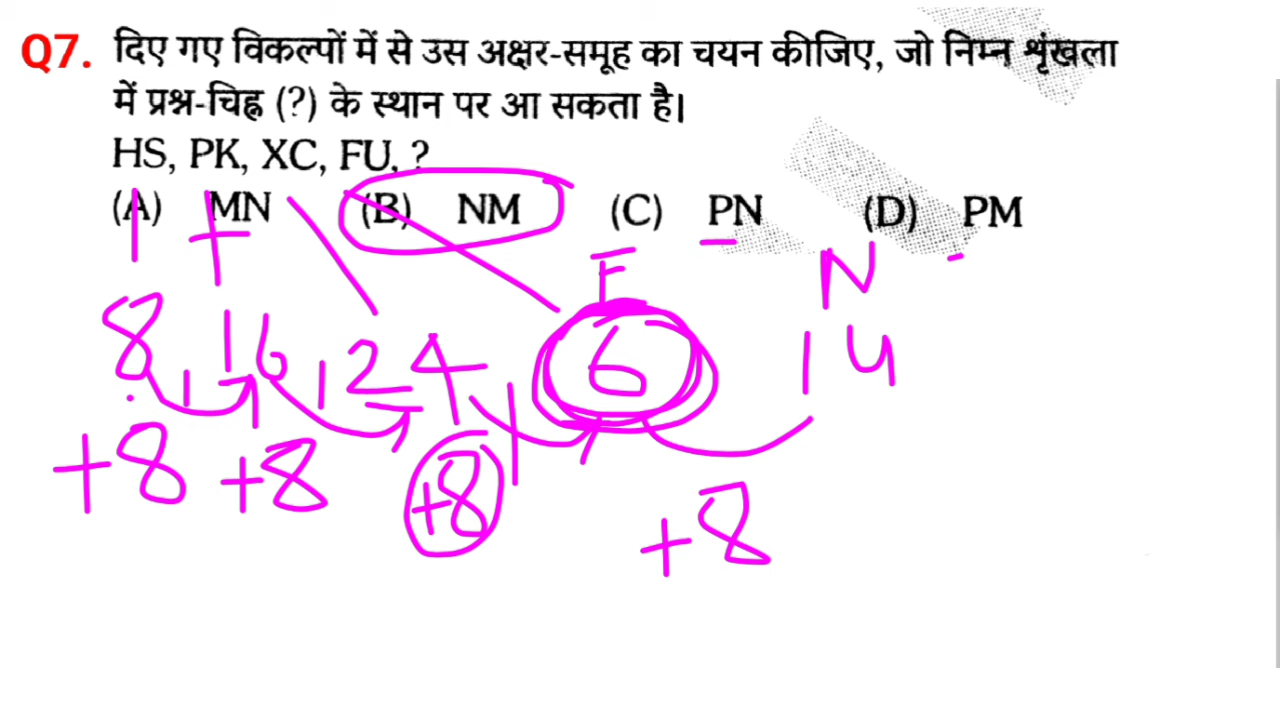 Q7. दिए गए विकल्पों में से उस अक्षर-समूह का चयन कीजिए, जो निम्न शृंखला
में प्रश्न-चिह्न (?) के स्थान पर आ सकता है।
HS, PK, XC, FU, ?
(A) MN (B) NM (C) PN (D) PM
F N
8 16 24 6 14
+8 +8 +8 +8